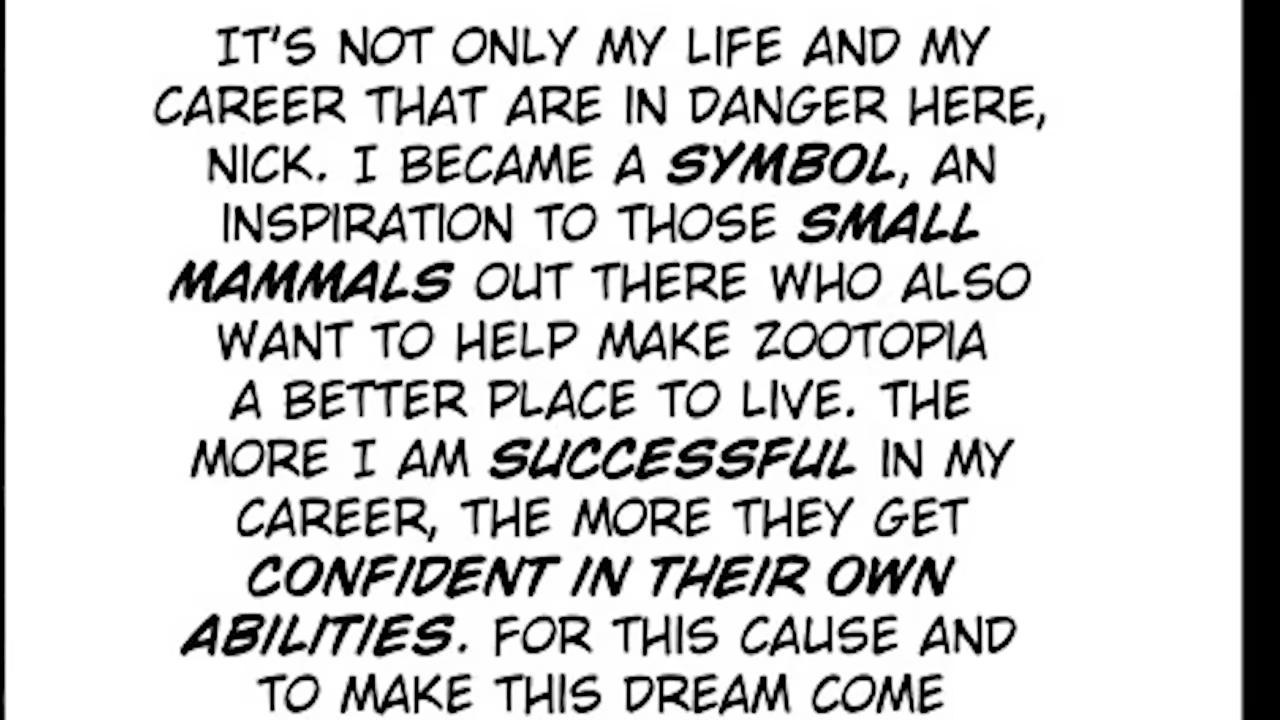 IT'S NOT ONLY MY LIFE AND MY
CAREER THAT ARE IN DANGER HERE,
NICK. I BECAME A SYMBOL, AN
INSPIRATION TO THOSE SMALL
MAMMALS OUT THERE WHO ALSO
WANT TO HELP MAKE ZOOTOPIA
A BETTER PLACE TO LIVE. THE
MORE I AM SUCCESSFUL IN MY
CAREER, THE MORE THEY GET
CONFIDENT IN THEIR OWN
ABILITIES. FOR THIS CAUSE AND
TO MAKE THIS DREAM COME